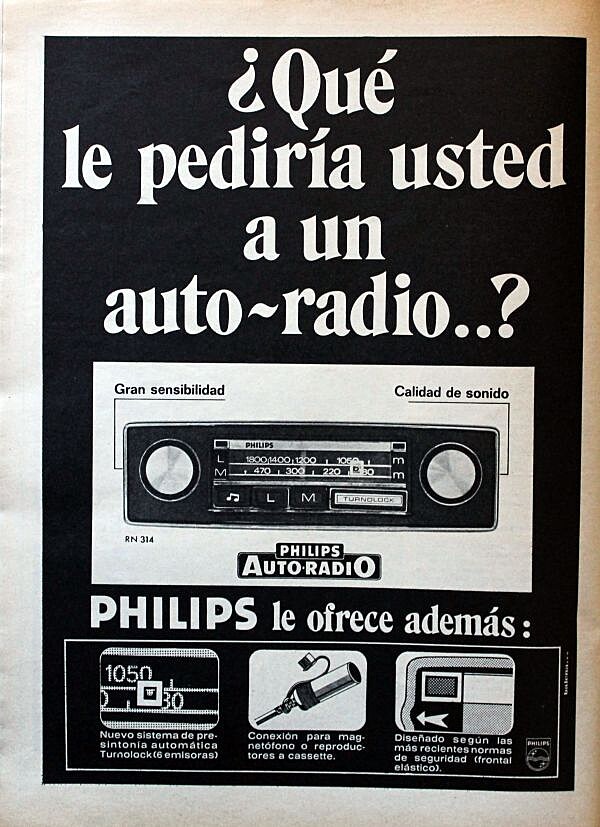 ¿Qué
le pediría usted
a un
auto~radio..?
Gran sensibilidad
Calidad de sonido
PHILIPS
L 1800 1400 1200 1050 m
M 470 300 220 80 m
L M TURNOLOCK
RN 314
PHILIPS
AUTO·RADIO
PHILIPS le ofrece además:
1050
80
Nuevo sistema de pre-
sintonía automática
Turnolock(6 emisoras)
Conexión para mag-
netófono o reproduc-
tores a cassette.
Diseñado según las
más recientes normas
de seguridad (frontal
elástico).
PHILIPS